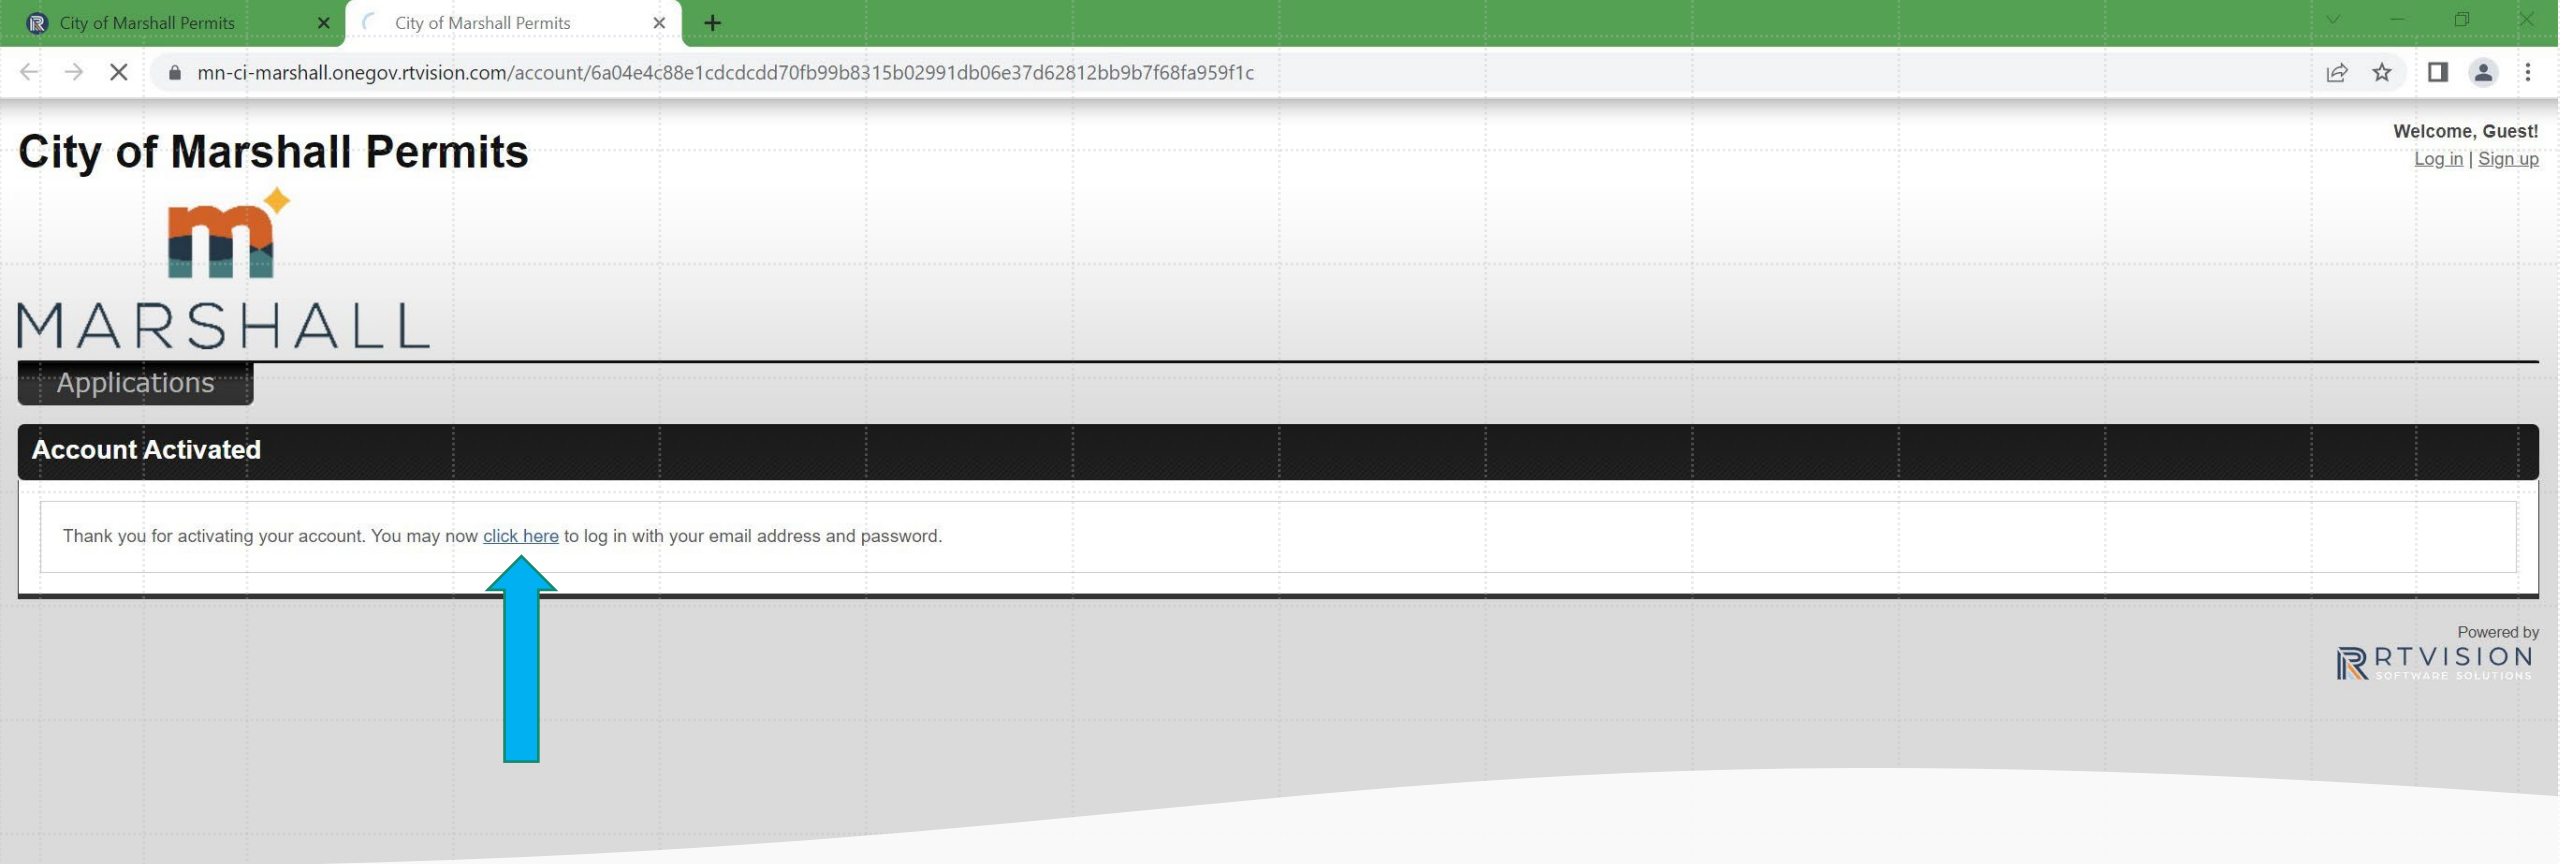 City of Marshall Permits
City of Marshall Permits
mn-ci-marshall.onegov.rtvision.com/account/6a04e4c88e1cdcdcdd70fb99b8315b02991db06e37d62812bb9b7f68fa959f1c
City of Marshall Permits
Welcome, Guest!
Log in | Sign up
m
MARSHALL
Applications
Account Activated
Thank you for activating your account. You may now click here to log in with your email address and password.
Powered by
RTVISION
SOFTWARE SOLUTIONS